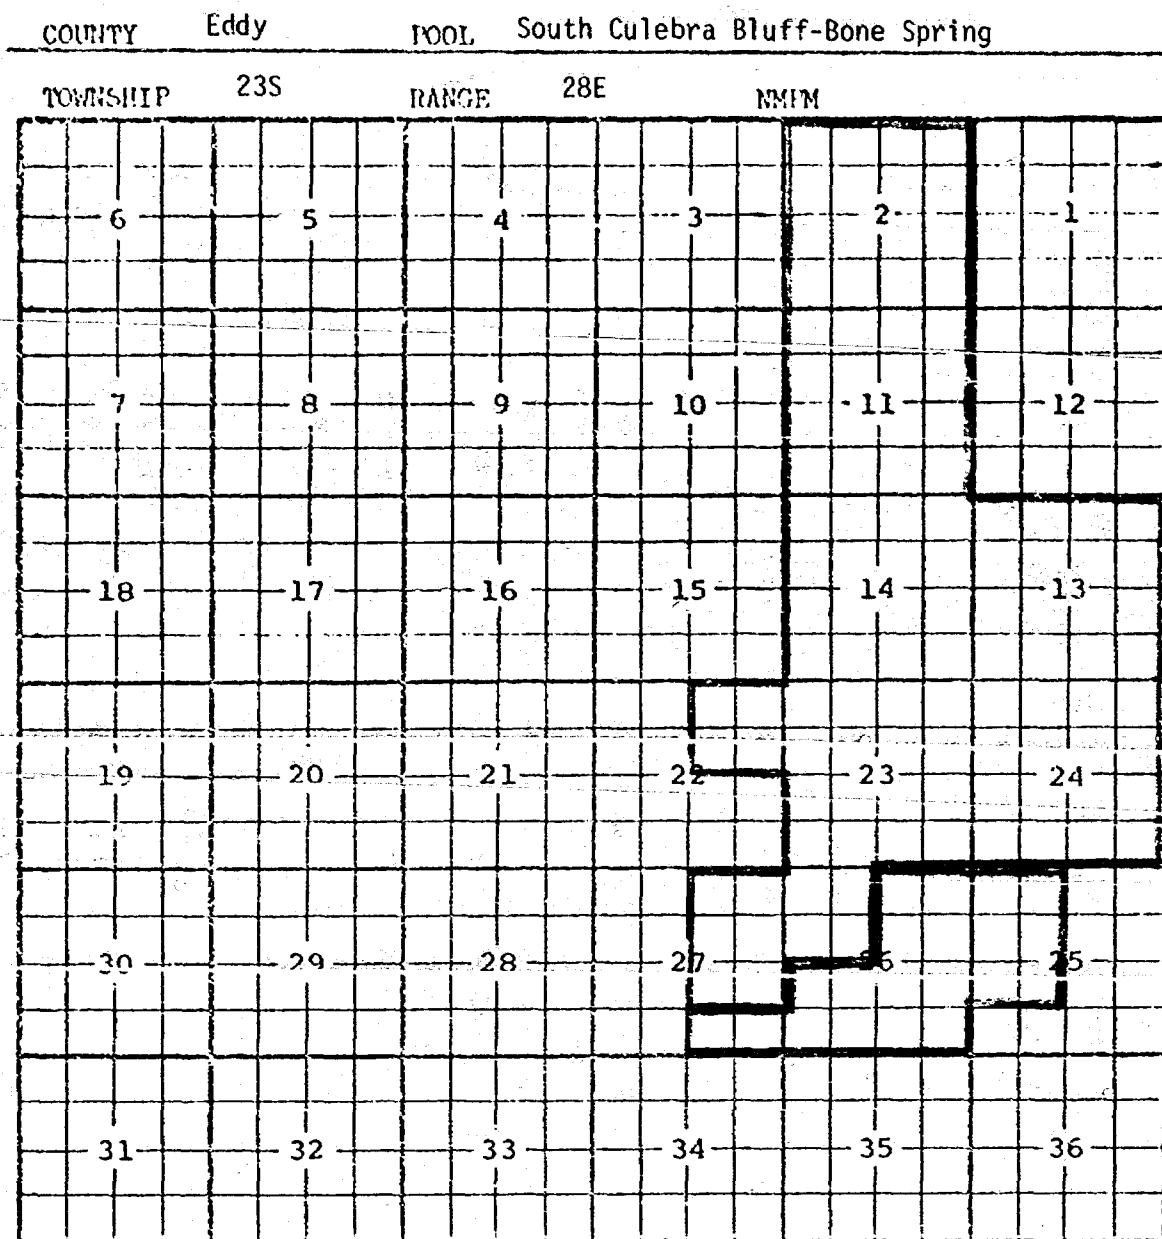 COUNTY Eddy POOL South Culebra Bluff-Bone Spring
TOWNSHIP 23S RANGE 28E NMPM
6 5 4 3 2 1
7 8 9 10 11 12
18 17 16 15 14 13
19 20 21 22 23 24
30 29 28 27 26 25
31 32 33 34 35 36